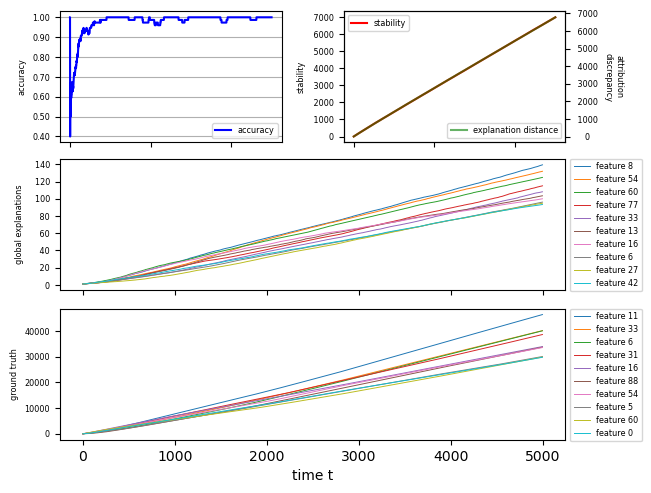 1.00
0.90
0.80
0.70
0.60
0.50
0.40
accuracy
accuracy
7000
6000
5000
4000
3000
2000
1000
0
stability
stability
explanation distance
7000
6000
5000
4000
3000
2000
1000
0
attribution
discrepancy
140
120
100
80
60
40
20
0
global explanations
feature 8
feature 54
feature 60
feature 77
feature 33
feature 13
feature 16
feature 6
feature 27
feature 42
40000
30000
20000
10000
0
ground truth
feature 11
feature 33
feature 6
feature 31
feature 16
feature 88
feature 54
feature 5
feature 60
feature 0
0 1000 2000 3000 4000 5000
time t